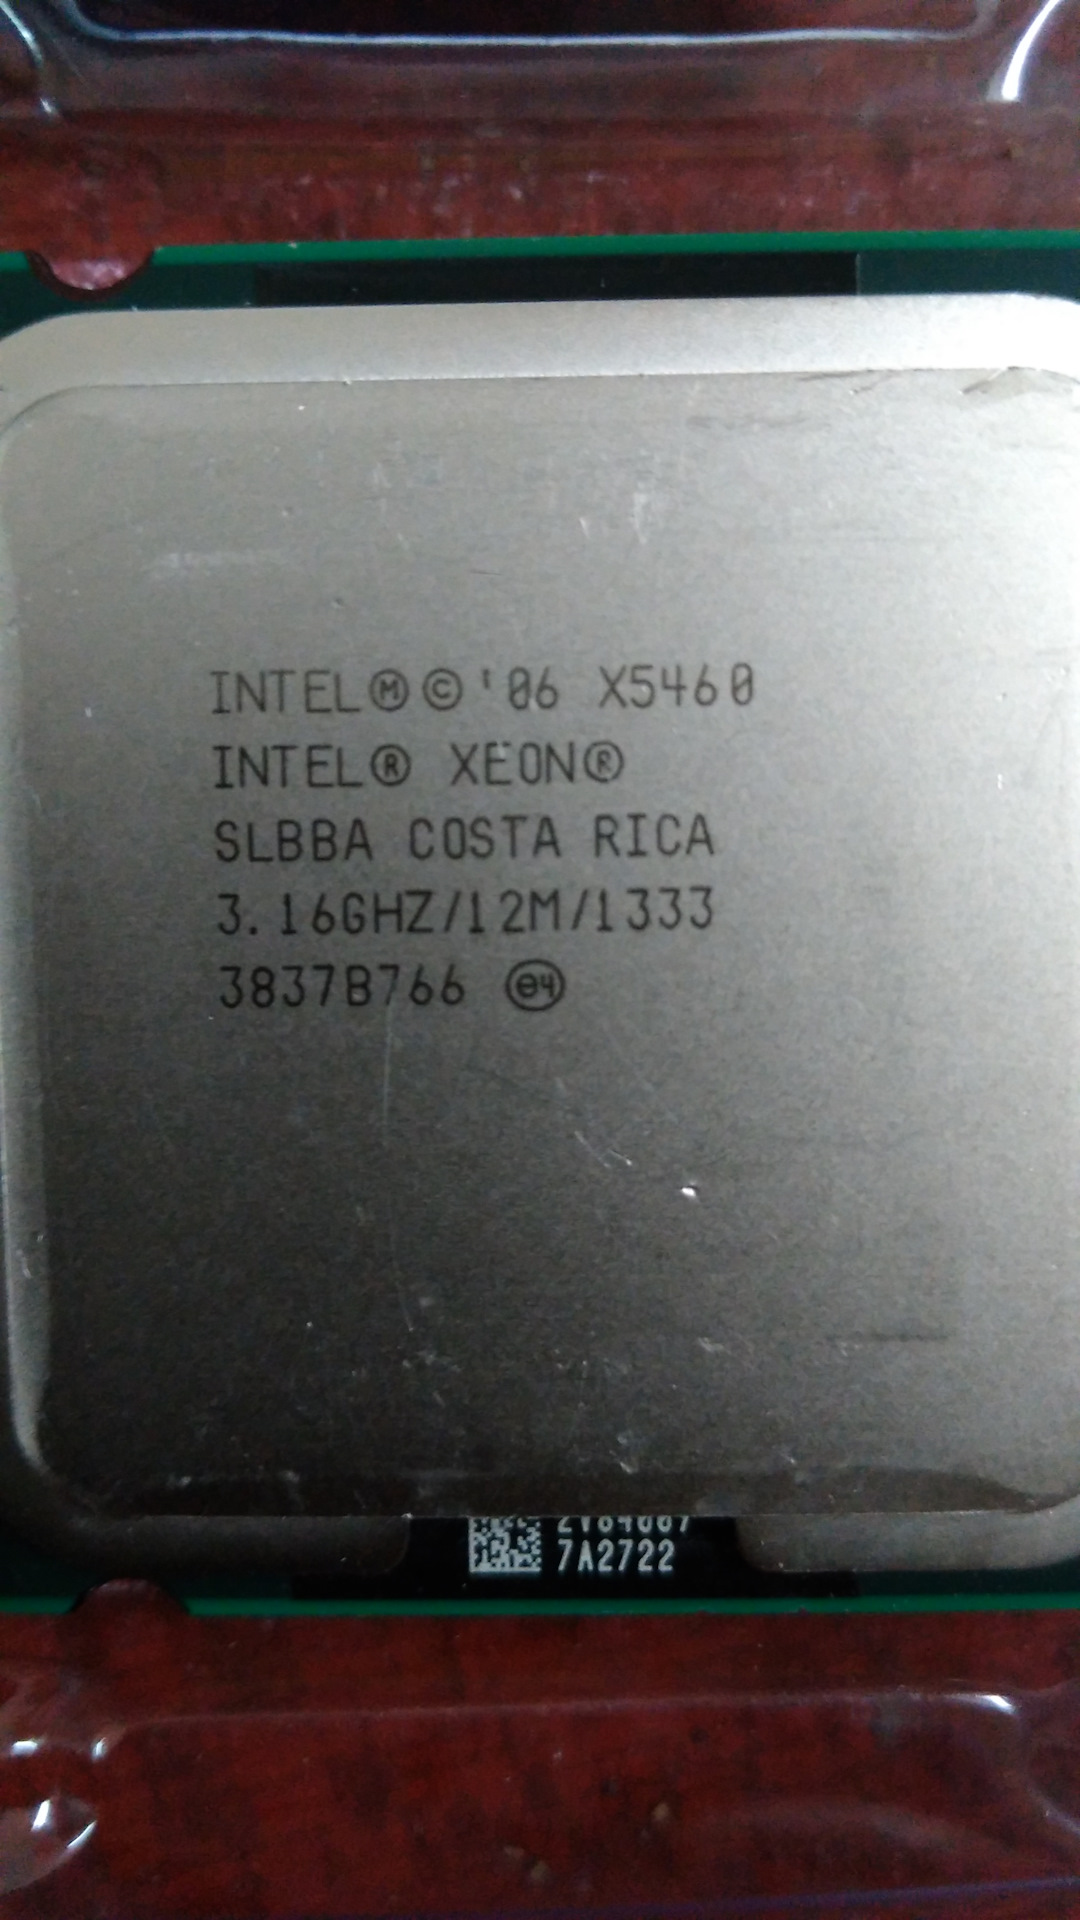 INTEL Ⓜ © '06 X5460
INTEL® XEON®
SLBBA COSTA RICA
3.16GHZ/12M/1333
3837B766 e4
7A2722